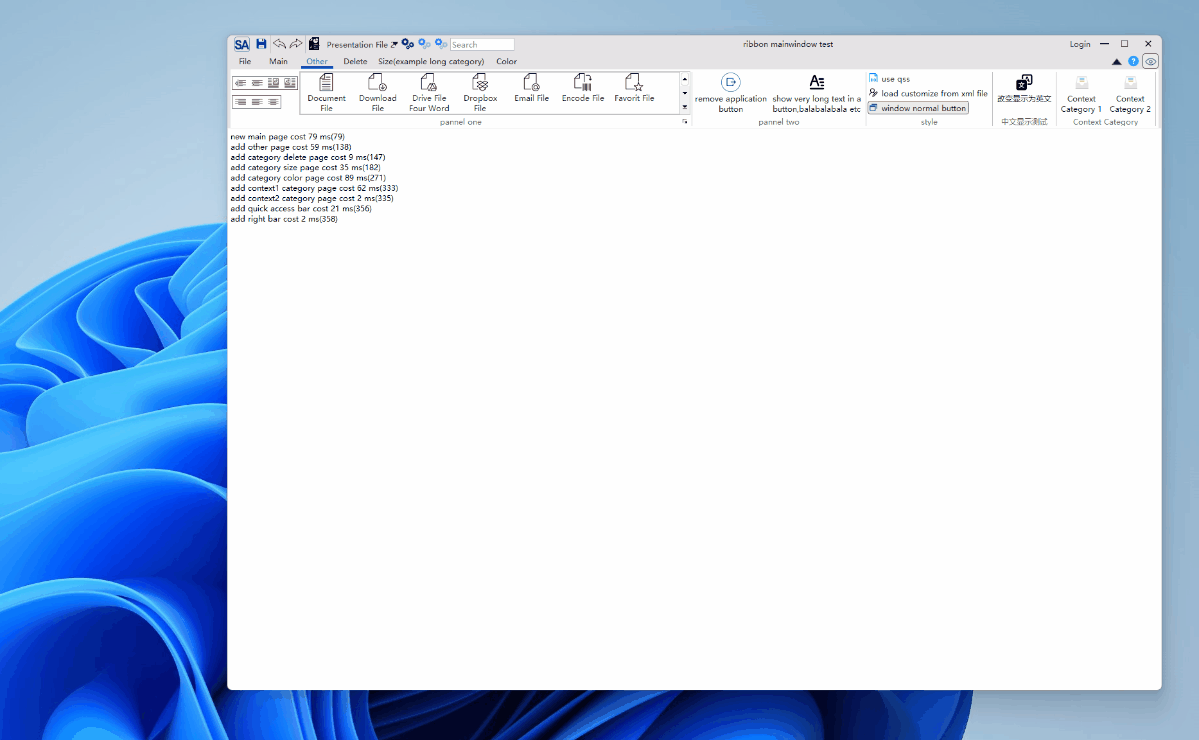 SA Presentation File Search ribbon mainwindow test Login
File Main Other Delete Size(example long category) Color
Document File
Download File
Drive File Four Word
Dropbox File
Email File
Encode File
Favorit File
pannel one
remove application button
show very long text in a button,balabalabala etc
pannel two
use qss
load customize from xml file
window normal button
style
改变显示为英文
中文显示测试
Context Category 1
Context Category 2
Context Category
new main page cost 79 ms(79)
add other page cost 59 ms(138)
add category delete page cost 9 ms(147)
add category size page cost 35 ms(182)
add category color page cost 89 ms(271)
add context1 category page cost 62 ms(333)
add context2 category page cost 2 ms(335)
add quick access bar cost 21 ms(356)
add right bar cost 2 ms(358)